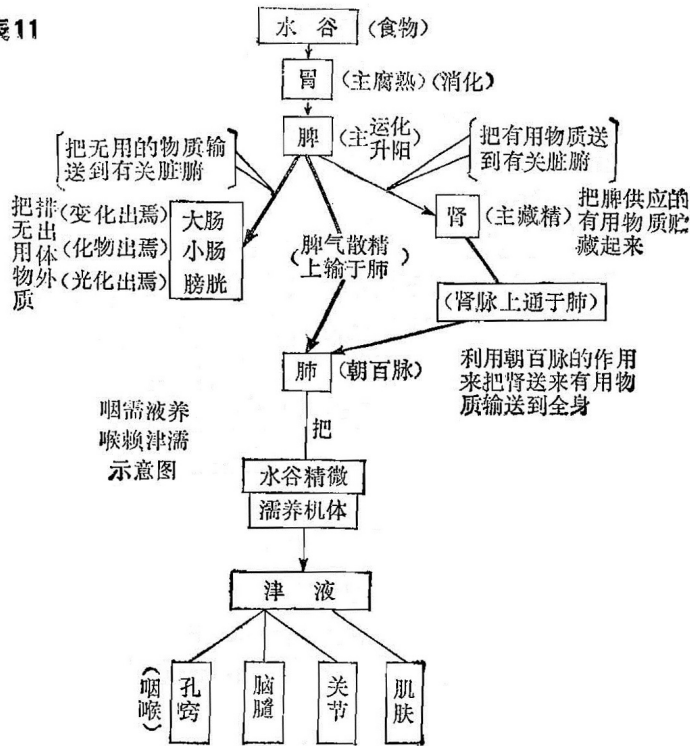 表11
水谷 (食物)
胃 (主腐熟)(消化)
脾 (主运化升阳)
把无用的物质输
送到有关脏腑
把有用物质送
到有关脏腑
把无用物质
排出体外
(变化出焉) 大肠
(化物出焉) 小肠
(光化出焉) 膀胱
(脾气散精
上输于肺)
肾 (主藏精)
把脾供应的
有用物质贮
藏起来
(肾脉上通于肺)
肺 (朝百脉)
利用朝百脉的作用
来把肾送来有用物
质输送到全身
咽需液养
喉赖津濡
示意图
把
水谷精微
濡养机体
津液
(咽喉) 孔窍 脑髓 关节 肌肤